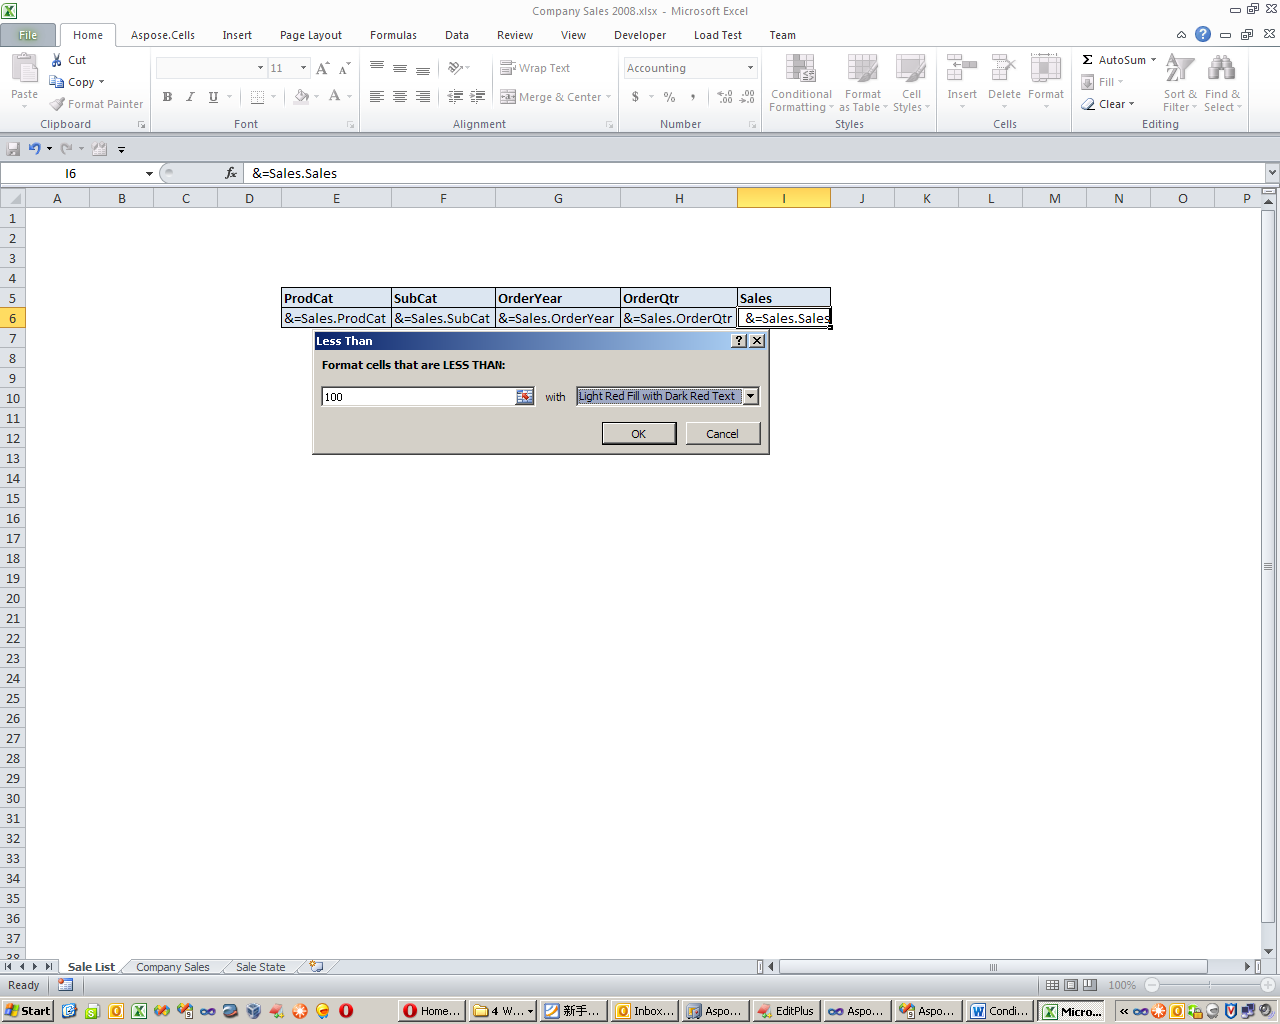 Company Sales 2008.xlsx - Microsoft Excel
File Home Aspose.Cells Insert Page Layout Formulas Data Review View Developer Load Test Team
Cut
Copy
Format Painter
Paste
Clipboard
11
B I U A
Font
Wrap Text
Merge & Center
Alignment
Accounting
$ % ,
Number
Conditional Formatting
Format as Table
Cell Styles
Styles
Insert Delete Format
Cells
Σ AutoSum
Fill
Clear
Sort & Filter
Find & Select
Editing
I6 fx &=Sales.Sales
A B C D E F G H I J K L M N O P
1
2
3
4
5 ProdCat SubCat OrderYear OrderQtr Sales
6 &=Sales.ProdCat &=Sales.SubCat &=Sales.OrderYear &=Sales.OrderQtr &=Sales.Sales
7
8
9
10
11
12
13
14
15
16
17
18
19
20
21
22
23
24
25
26
27
28
29
30
31
32
33
34
35
36
37
38
Less Than
Format cells that are LESS THAN:
100 with Light Red Fill with Dark Red Text
OK Cancel
Sale List Company Sales Sale State
Ready 100%
Start Home... 4 W... 新手... Inbox... Aspo... EditPlus Aspo... Aspo... Condi... Micro...